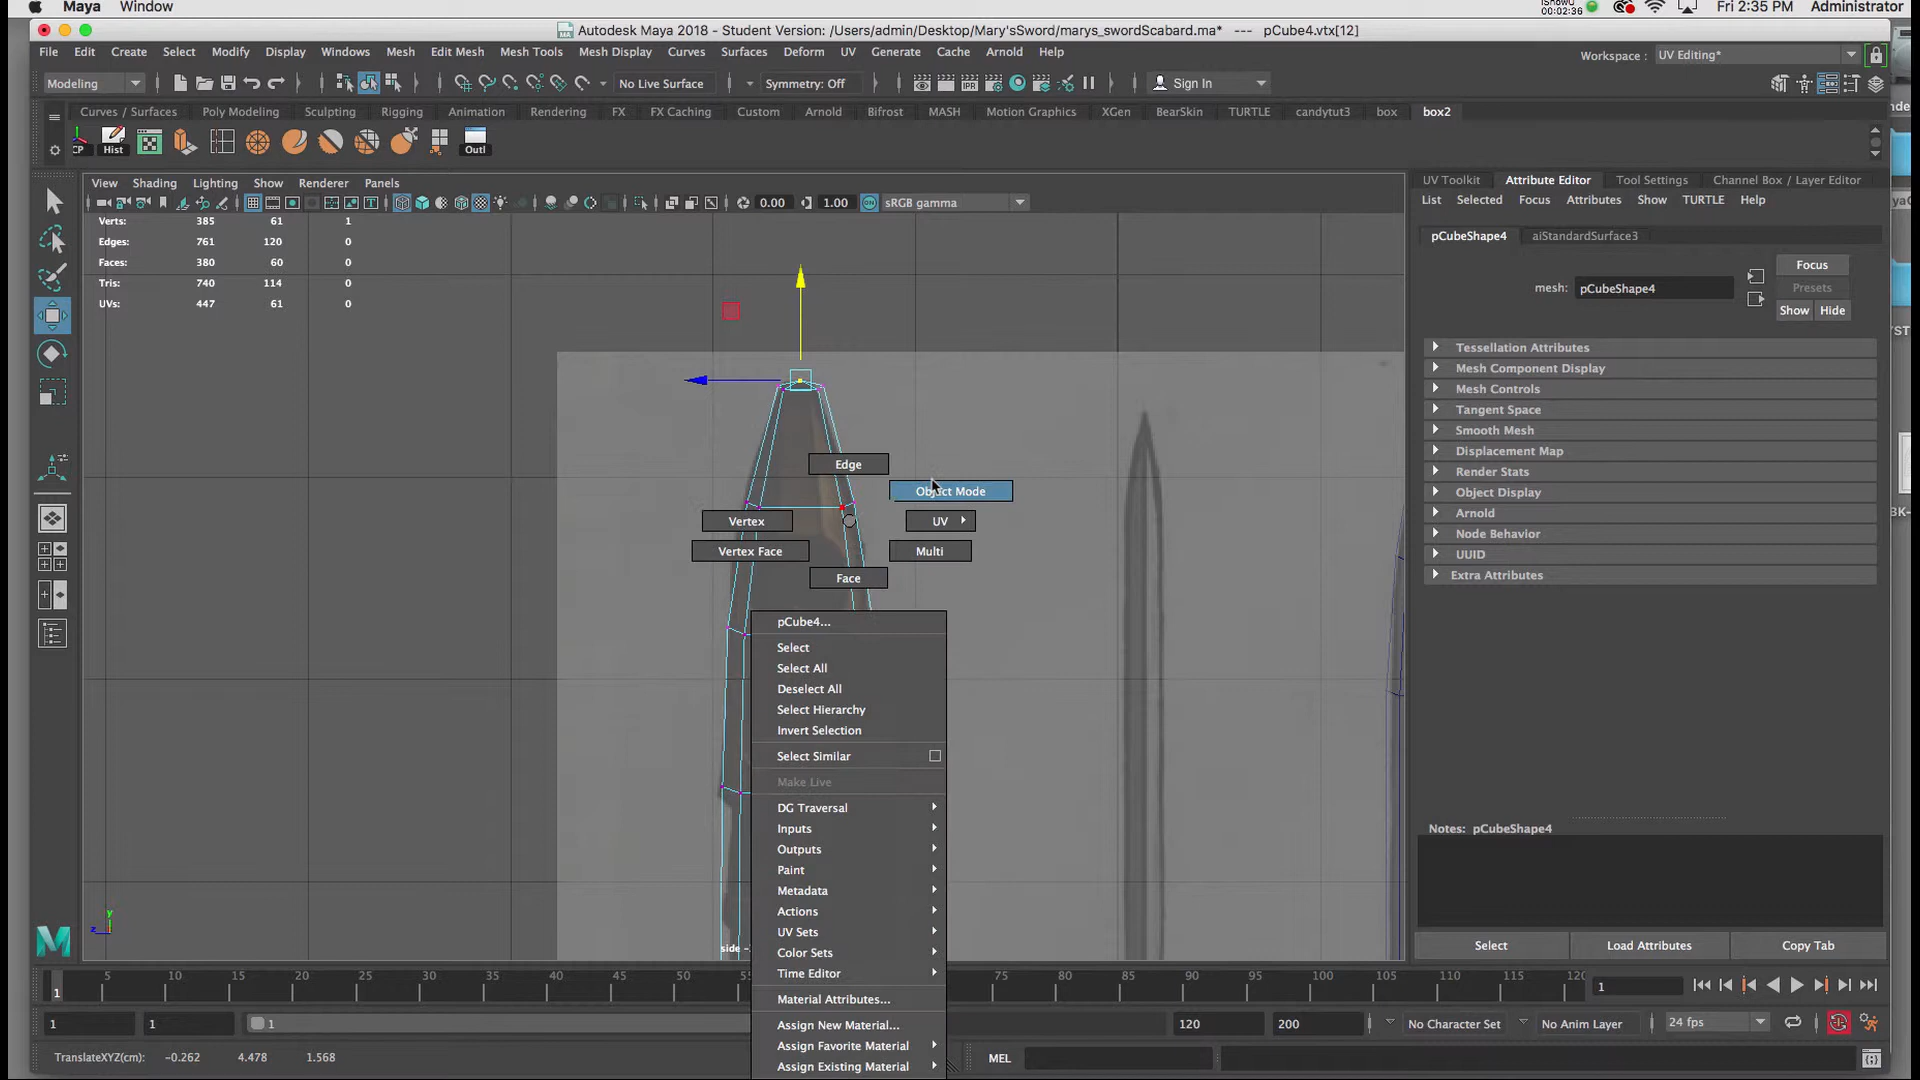 Maya Window
iShowU
00:02:36
Fri 2:35 PM Administrator
Autodesk Maya 2018 - Student Version: /Users/admin/Desktop/Mary'sSword/marys_swordScabard.ma* --- pCube4.vtx[12]
File Edit Create Select Modify Display Windows Mesh Edit Mesh Mesh Tools Mesh Display Curves Surfaces Deform UV Generate Cache Arnold Help
Workspace : UV Editing*
Modeling No Live Surface Symmetry: Off Sign In
Curves / Surfaces Poly Modeling Sculpting Rigging Animation Rendering FX FX Caching Custom Arnold Bifrost MASH Motion Graphics XGen BearSkin TURTLE candytut3 box box2
CP Hist Outl
View Shading Lighting Show Renderer Panels
0.00 1.00 sRGB gamma
Verts: 385 61 1
Edges: 761 120 0
Faces: 380 60 0
Tris: 740 114 0
UVs: 447 61 0
Edge
Object Mode
Vertex
UV
Vertex Face
Multi
Face
pCube4...
Select
Select All
Deselect All
Select Hierarchy
Invert Selection
Select Similar
Make Live
DG Traversal
Inputs
Outputs
Paint
Metadata
Actions
UV Sets
Color Sets
Time Editor
Material Attributes...
Assign New Material...
Assign Favorite Material
Assign Existing Material
side -
y
z
UV Toolkit Attribute Editor Tool Settings Channel Box / Layer Editor
List Selected Focus Attributes Show TURTLE Help
pCubeShape4 aiStandardSurface3
mesh: pCubeShape4
Focus
Presets
Show Hide
Tessellation Attributes
Mesh Component Display
Mesh Controls
Tangent Space
Smooth Mesh
Displacement Map
Render Stats
Object Display
Arnold
Node Behavior
UUID
Extra Attributes
Notes: pCubeShape4
Select Load Attributes Copy Tab
5 10 15 20 25 30 35 40 45 50 75 80 85 90 95 100 105 110 115
1
1
1 1 1 120 200 No Character Set No Anim Layer 24 fps
TranslateXYZ(cm): -0.262 4.478 1.568
MEL